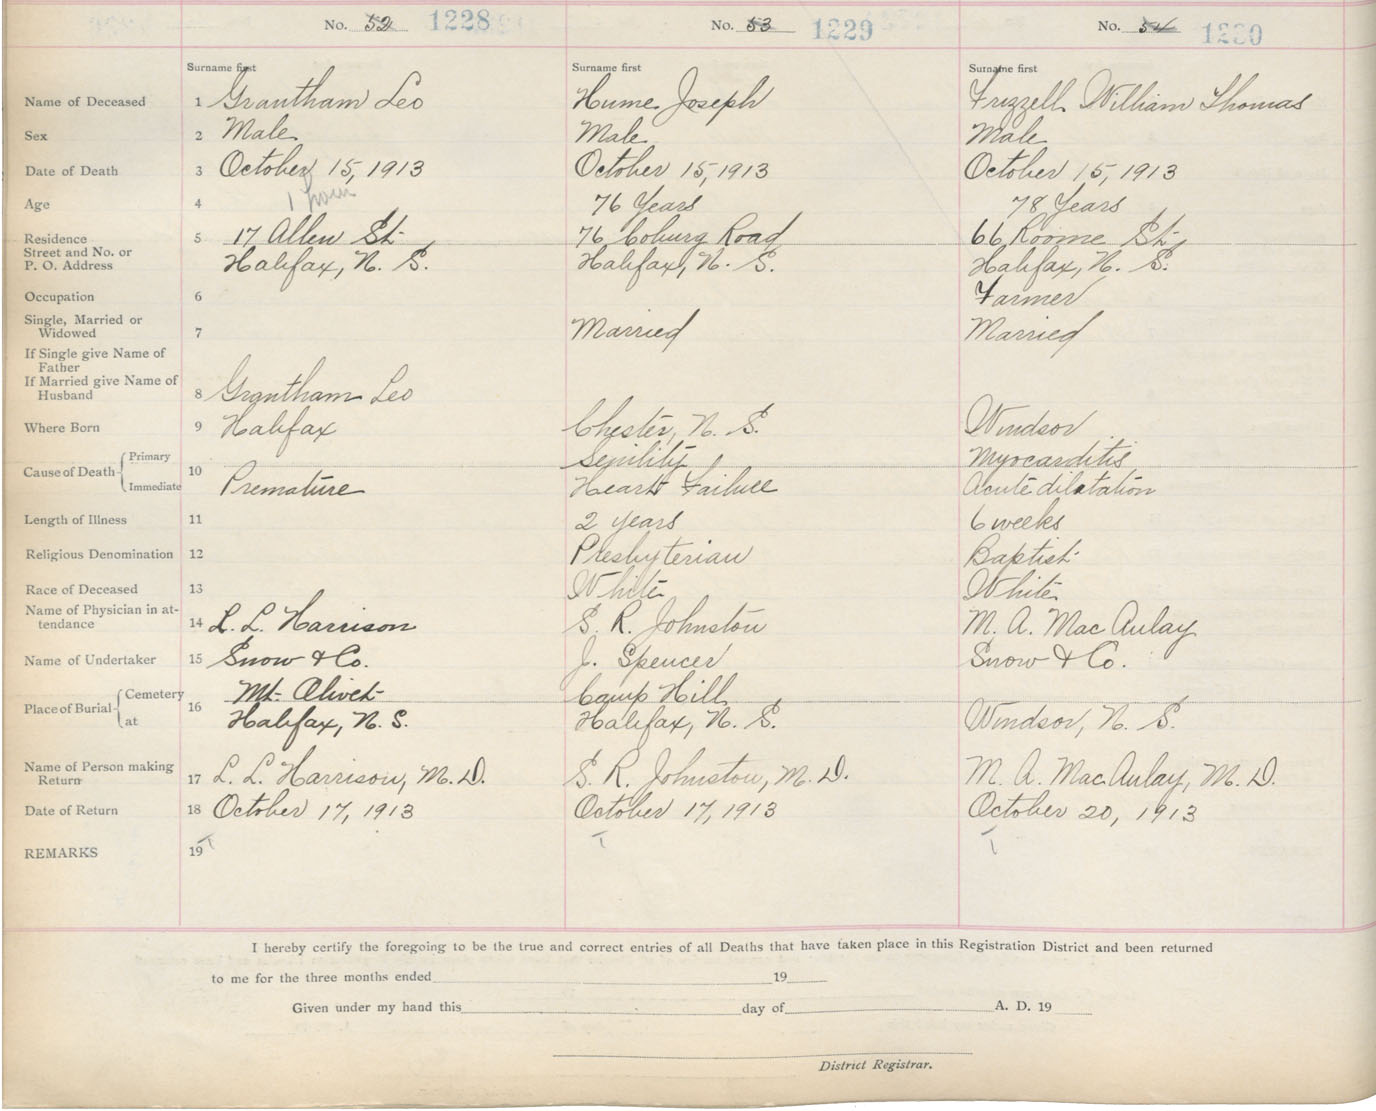 No. 52 1228 No. 53 1229 No. 54 1230
Surname first Surname first Surname first
Name of Deceased 1 Grantham Leo Hume Joseph Frizzell William Thomas
Sex 2 Male Male Male
Date of Death 3 October 15, 1913 October 15, 1913 October 15, 1913
Age 4 1 hour 76 Years 78 Years
Residence 5 17 Allen St. 76 Coburg Road 66 Roome St.
Street and No. or
P. O. Address Halifax, N. S. Halifax, N. S. Halifax, N. S.
Occupation 6 Farmer
Single, Married or
Widowed 7 Married Married
If Single give Name of
Father
If Married give Name of
Husband 8 Grantham Leo
Where Born 9 Halifax Chester, N. S. Windsor
Cause of Death Primary 10 Senility Myocarditis
Immediate Premature Heart Failure Acute dilatation
Length of Illness 11 2 years 6 weeks
Religious Denomination 12 Presbyterian Baptist
Race of Deceased 13 White White
Name of Physician in at-
tendance 14 L. L. Harrison S. R. Johnston M. A. MacAulay
Name of Undertaker 15 Snow & Co. J. Spencer Snow & Co.
Place of Burial Cemetery 16 Mt. Olivet Camp Hill
at Halifax, N. S. Halifax, N. S. Windsor, N. S.
Name of Person making
Return 17 L. L. Harrison, M. D. S. R. Johnston, M. D. M. A. MacAulay, M. D.
Date of Return 18 October 17, 1913 October 17, 1913 October 20, 1913
REMARKS 19 T T T
I hereby certify the foregoing to be the true and correct entries of all Deaths that have taken place in this Registration District and been returned
to me for the three months ended 19
Given under my hand this day of A. D. 19
District Registrar.